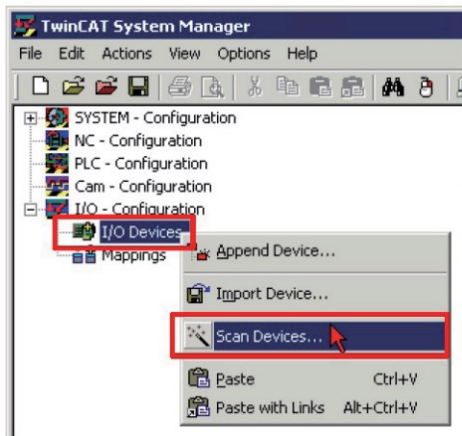 TwinCAT System Manager
File Edit Actions View Options Help
SYSTEM - Configuration
NC - Configuration
PLC - Configuration
Cam - Configuration
I/O - Configuration
I/O Devices
Mappings
Append Device...
Import Device...
Scan Devices...
Paste Ctrl+V
Paste with Links Alt+Ctrl+V